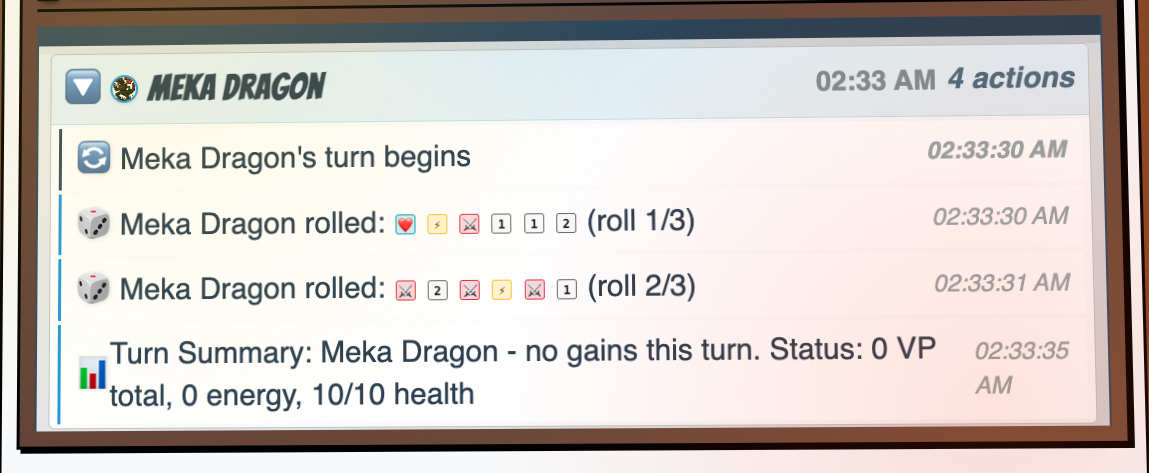 MEKA DRAGON 02:33 AM 4 actions
Meka Dragon's turn begins 02:33:30 AM
Meka Dragon rolled: 1 1 2 (roll 1/3) 02:33:30 AM
Meka Dragon rolled: 2 1 (roll 2/3) 02:33:31 AM
Turn Summary: Meka Dragon - no gains this turn. Status: 0 VP 02:33:35
total, 0 energy, 10/10 health AM